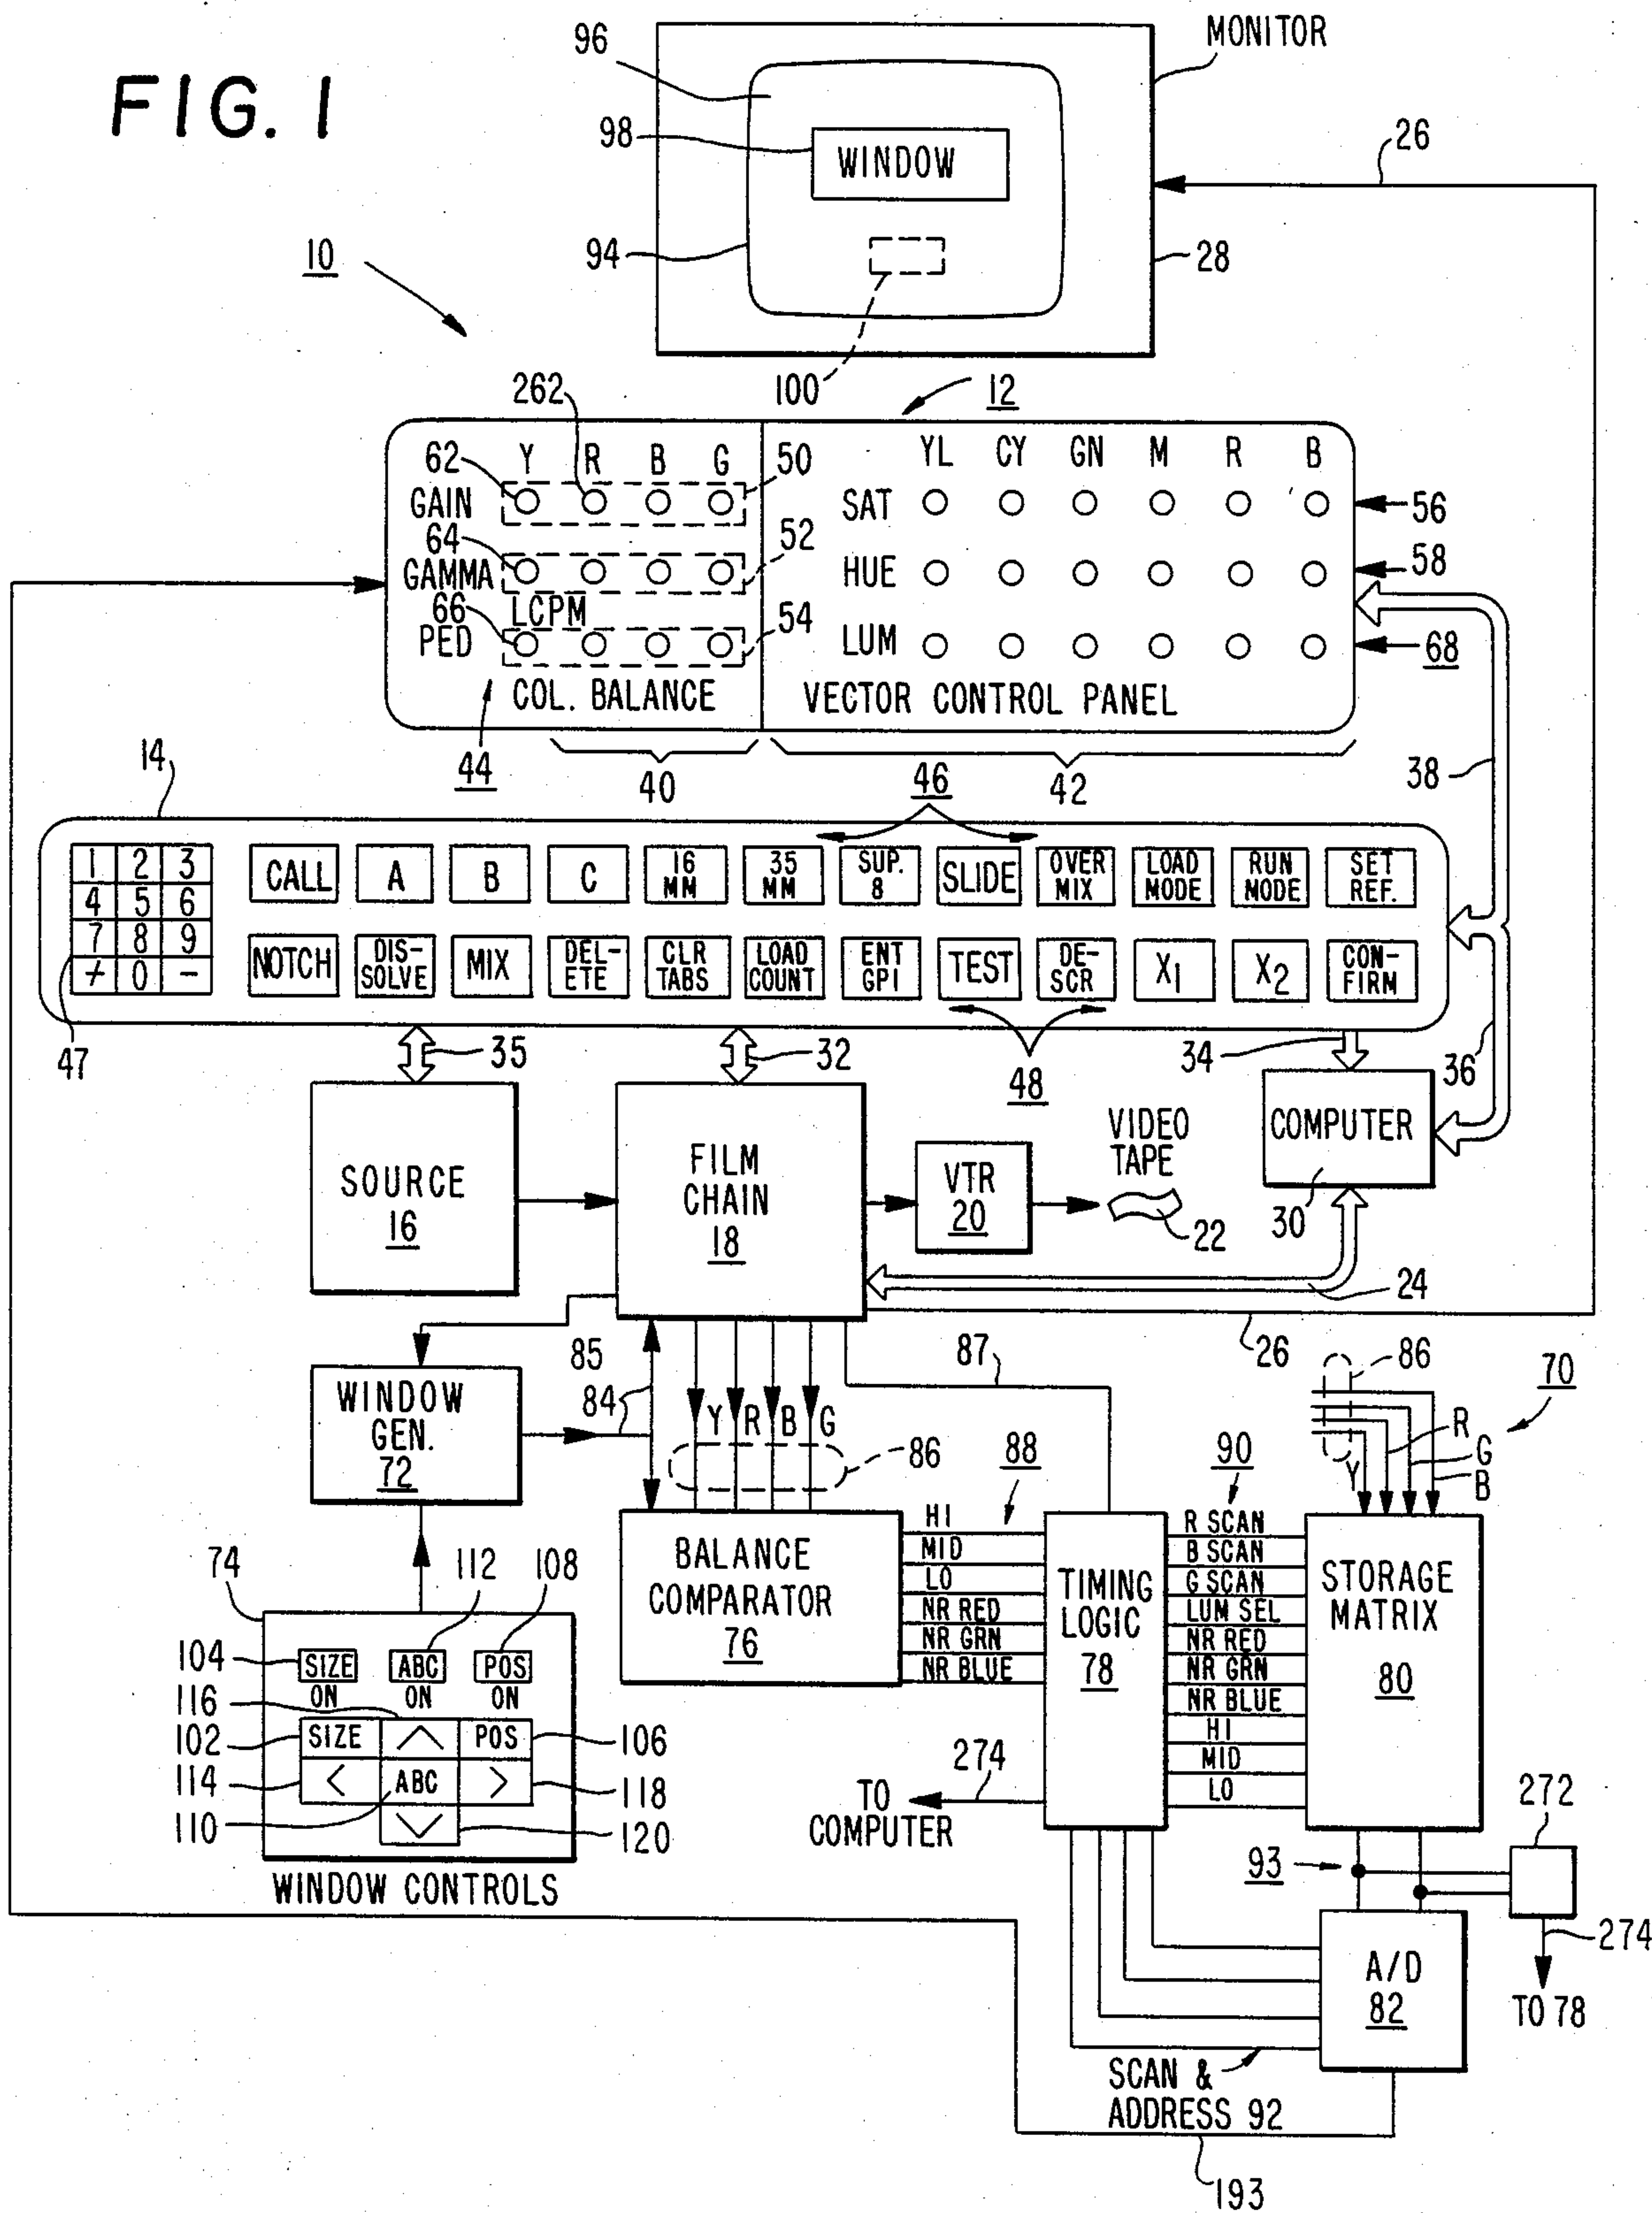 FIG. 1
MONITOR
96
98
WINDOW
94
100
26
28
10
12
262
62
Y R B G
50
GAIN
64
52
GAMMA
LCPM
66
54
PED
COL. BALANCE
44
40
YL CY GN M R B
SAT
56
HUE
58
LUM
68
VECTOR CONTROL PANEL
46
42
38
14
1 2 3
4 5 6
7 8 9
+ 0 -
47
CALL
A
B
C
16 MM
35 MM
SUP. 8
SLIDE
OVER MIX
LOAD MODE
RUN MODE
SET REF.
NOTCH
DIS-
SOLVE
MIX
DEL-
ETE
CLR TABS
LOAD COUNT
ENT GPI
TEST
DE-
SCR
X1
X2
CON-
FIRM
35
32
48
34
36
SOURCE
16
FILM
CHAIN
18
VTR
20
VIDEO
TAPE
22
COMPUTER
30
24
26
WINDOW
GEN.
72
85
84
Y R B G
86
87
86
70
R
G
B
Y
BALANCE
COMPARATOR
76
88
HI
MID
LO
NR RED
NR GRN
NR BLUE
TIMING
LOGIC
78
90
R SCAN
B SCAN
G SCAN
LUM SEL
NR RED
NR GRN
NR BLUE
HI
MID
LO
STORAGE
MATRIX
80
74
112
108
104
SIZE
ABC
POS
ON
ON
ON
116
102
SIZE
POS
106
114
<
ABC
>
118
110
120
WINDOW CONTROLS
274
TO
COMPUTER
93
272
274
TO 78
A/D
82
SCAN &
ADDRESS 92
193